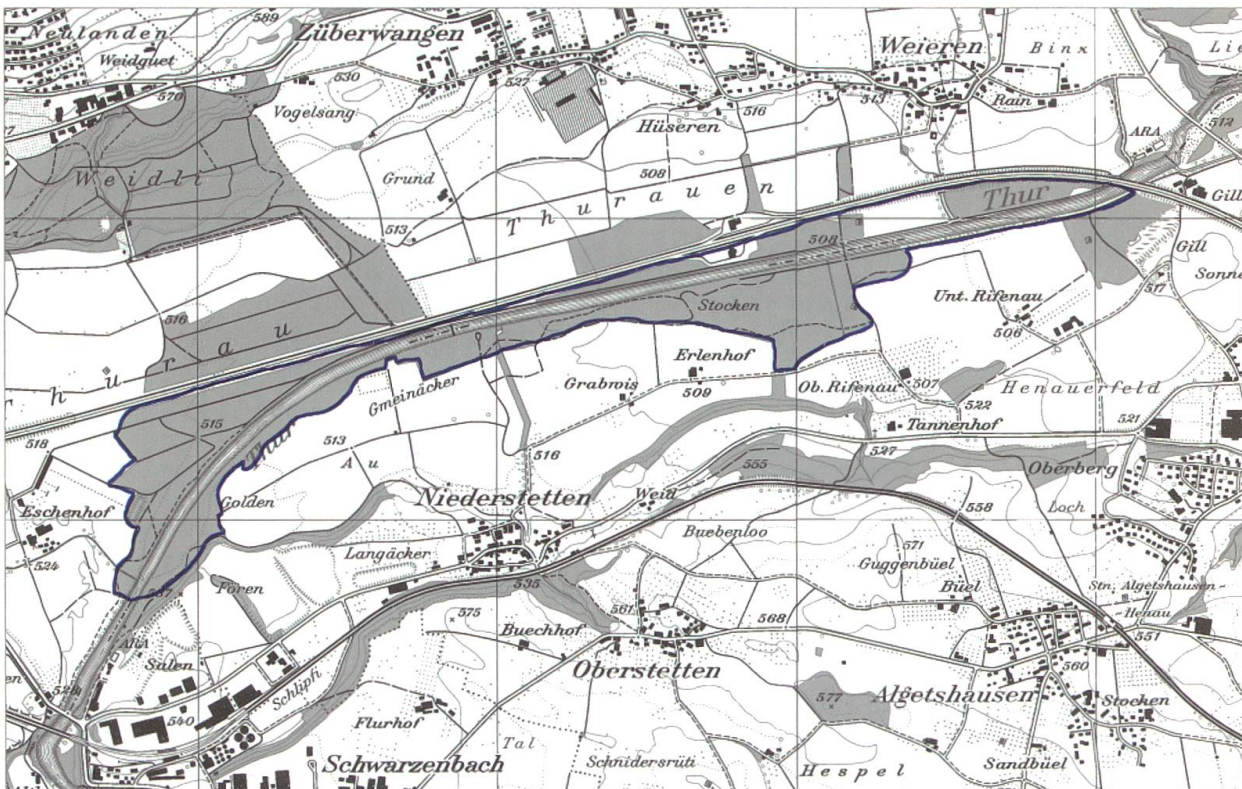 Neulanden
589
Züberwangen
Weieren
Binx
Weidguet
530
527
570
Vogelsang
516
513
Rain
Hüseren
ARA
512
Weidli
Grund
508
Thurauen
Thur
Gill
513
508
Gill
Stocken
517
516
Unt. Rifenau
506
Thurau
Erlenhof
Gmeinäcker
Grabwis
509
Ob. Rifenau
507
Henauerfeld
522
515
513
Tannenhof
521
518
Thur
Au
516
527
555
Oberberg
Eschenhof
Golden
Niederstetten
Weid
558
Loch
Langäcker
Buebenloo
571
524
Guggenbüel
Fören
535
Büel
Stn. Algetshausen-
Henau
575
561
568
551
ARA
Buechhof
Salen
Oberstetten
560
Schliph
577
Algetshausen
540
Stocken
Flurhof
Tal
Schwarzenbach
Schnidersrüti
Hespel
Sandbüel